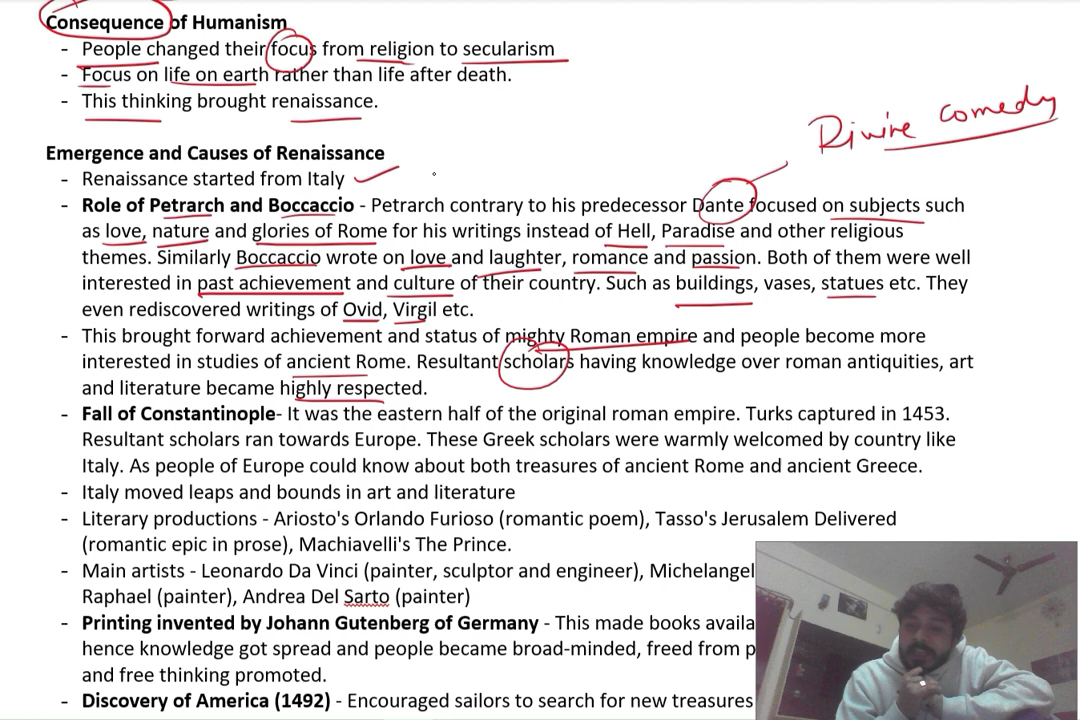 Consequence of Humanism
- People changed their focus from religion to secularism
- Focus on life on earth rather than life after death.
- This thinking brought renaissance.
Divine comedy
Emergence and Causes of Renaissance
- Renaissance started from Italy
- Role of Petrarch and Boccaccio - Petrarch contrary to his predecessor Dante focused on subjects such
as love, nature and glories of Rome for his writings instead of Hell, Paradise and other religious
themes. Similarly Boccaccio wrote on love and laughter, romance and passion. Both of them were well
interested in past achievement and culture of their country. Such as buildings, vases, statues etc. They
even rediscovered writings of Ovid, Virgil etc.
- This brought forward achievement and status of mighty Roman empire and people become more
interested in studies of ancient Rome. Resultant scholars having knowledge over roman antiquities, art
and literature became highly respected.
- Fall of Constantinople- It was the eastern half of the original roman empire. Turks captured in 1453.
Resultant scholars ran towards Europe. These Greek scholars were warmly welcomed by country like
Italy. As people of Europe could know about both treasures of ancient Rome and ancient Greece.
- Italy moved leaps and bounds in art and literature
- Literary productions - Ariosto's Orlando Furioso (romantic poem), Tasso's Jerusalem Delivered
(romantic epic in prose), Machiavelli's The Prince.
- Main artists - Leonardo Da Vinci (painter, sculptor and engineer), Michelangel
Raphael (painter), Andrea Del Sarto (painter)
- Printing invented by Johann Gutenberg of Germany - This made books availa
hence knowledge got spread and people became broad-minded, freed from p
and free thinking promoted.
- Discovery of America (1492) - Encouraged sailors to search for new treasures